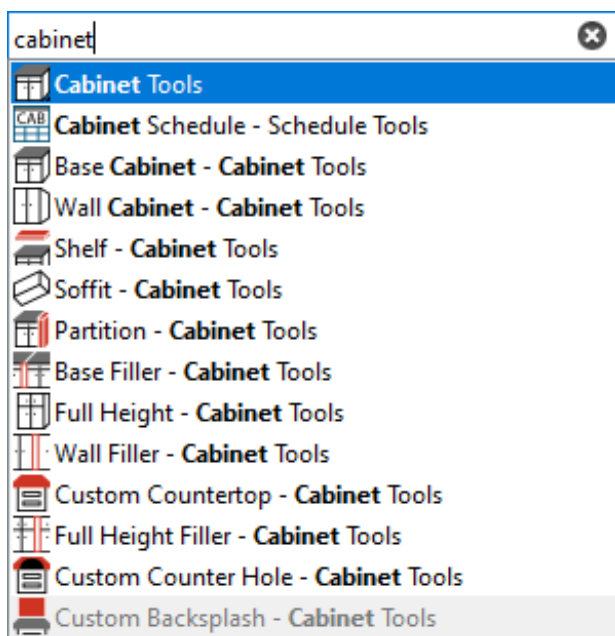 cabinet
Cabinet Tools
CAB Cabinet Schedule - Schedule Tools
Base Cabinet - Cabinet Tools
Wall Cabinet - Cabinet Tools
Shelf - Cabinet Tools
Soffit - Cabinet Tools
Partition - Cabinet Tools
Base Filler - Cabinet Tools
Full Height - Cabinet Tools
Wall Filler - Cabinet Tools
Custom Countertop - Cabinet Tools
Full Height Filler - Cabinet Tools
Custom Counter Hole - Cabinet Tools
Custom Backsplash - Cabinet Tools